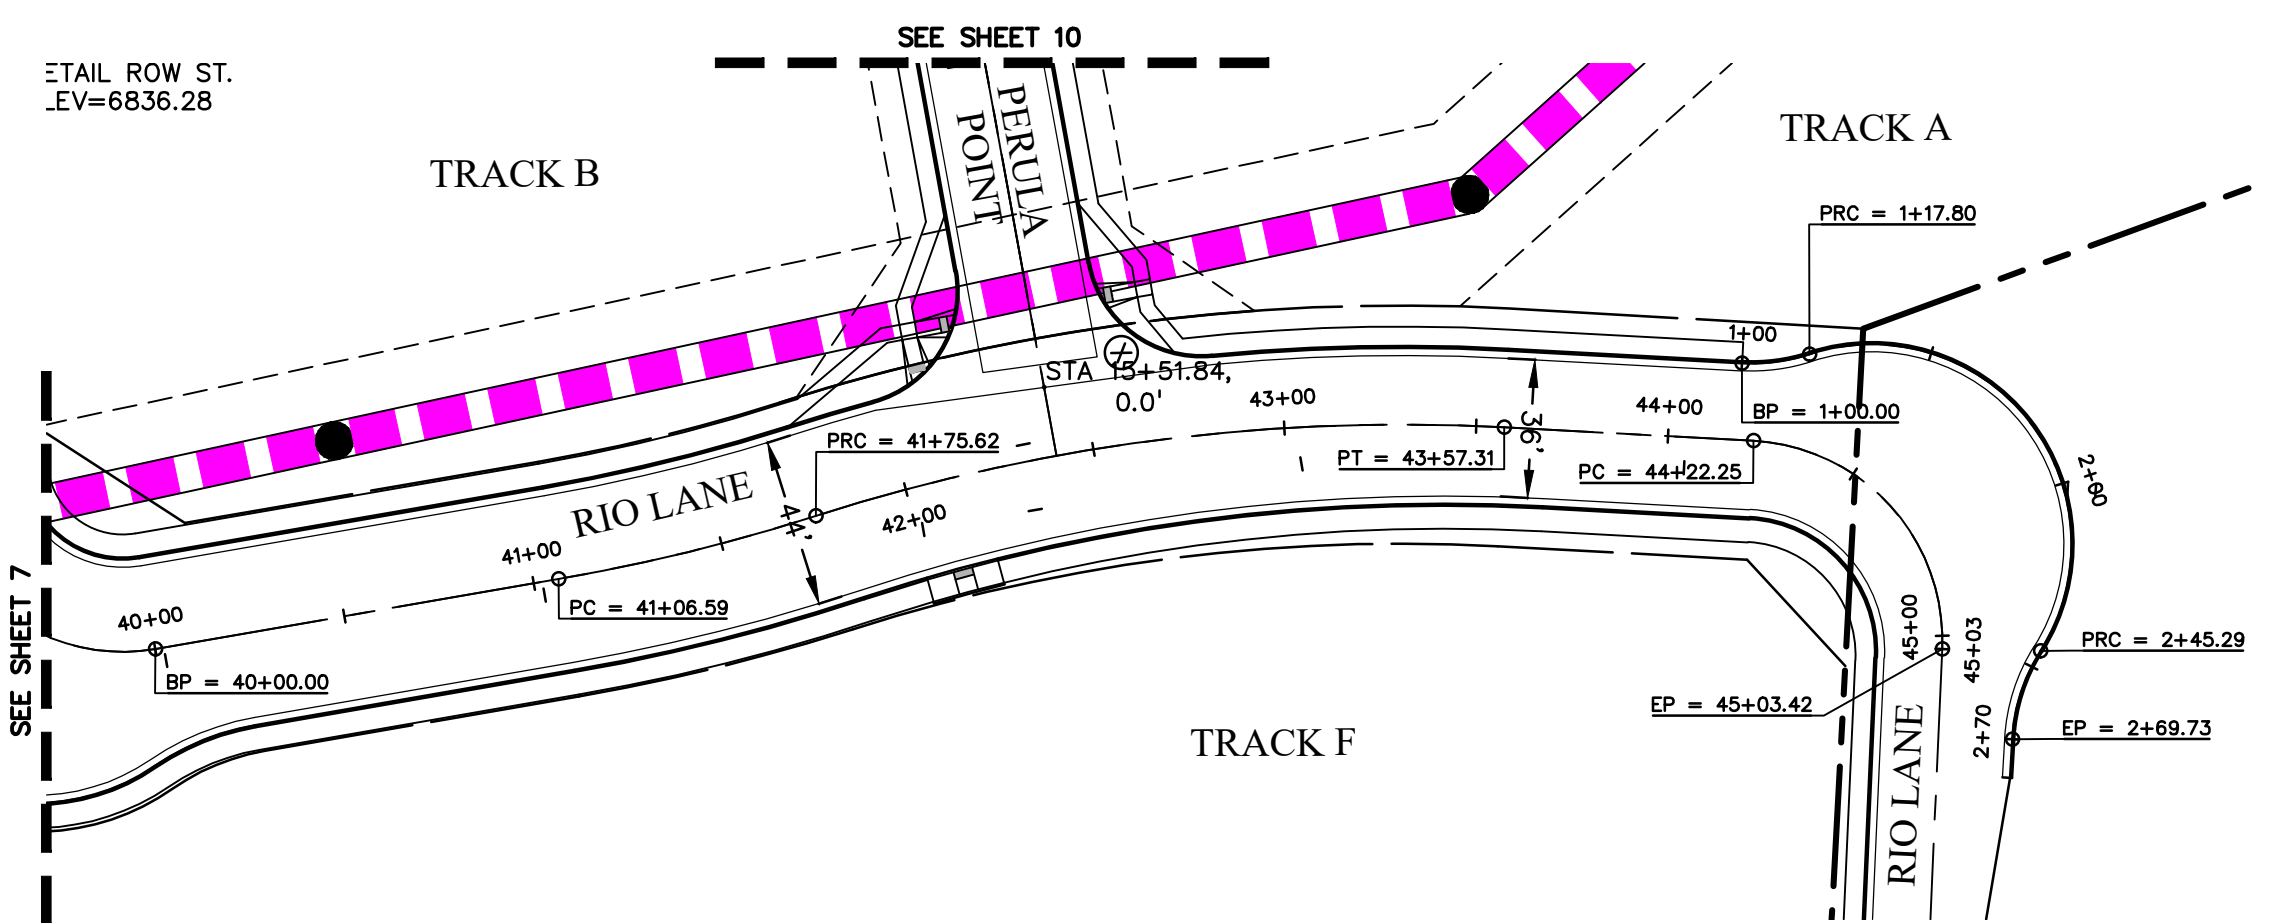 SEE SHEET 10
ETAIL ROW ST.
LEV=6836.28
PERULA
POINT
TRACK A
TRACK B
PRC = 1+17.80
1+00
STA 15+51.84,
0.0'
43+00
44+00
BP = 1+00.00
36'
PRC = 41+75.62
PT = 43+57.31
PC = 44+22.25
2+00
RIO LANE
44'
42+00
41+00
PC = 41+06.59
40+00
BP = 40+00.00
SEE SHEET 7
45+00
45+03
PRC = 2+45.29
EP = 45+03.42
2+70
EP = 2+69.73
TRACK F
RIO LANE